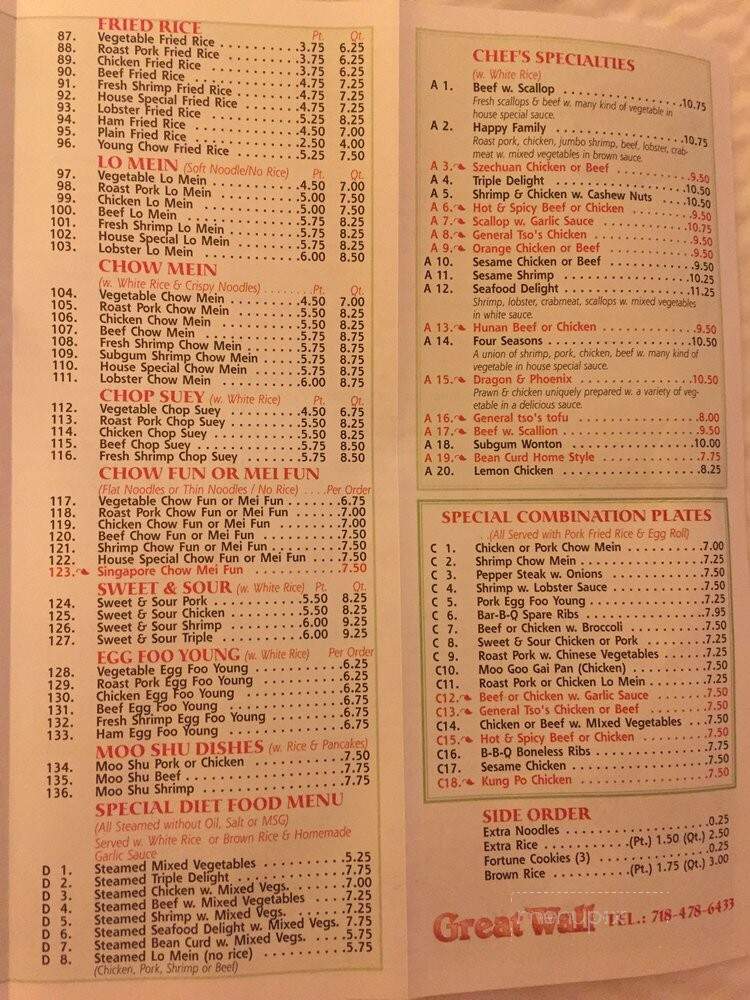 FRIED RICE
Pt. Qt.
87. Vegetable Fried Rice 3.75 6.25
88. Roast Pork Fried Rice 3.75 6.25
89. Chicken Fried Rice 3.75 6.25
90. Beef Fried Rice 4.75 7.25
91. Fresh Shrimp Fried Rice 4.75 7.25
92. House Special Fried Rice 4.75 7.25
93. Lobster Fried Rice 5.25 8.25
94. Ham Fried Rice 4.50 7.00
95. Plain Fried Rice 2.50 4.00
96. Young Chow Fried Rice 5.25 7.50
LO MEIN (Soft Noodle/No Rice) Pt. Qt.
97. Vegetable Lo Mein 4.50 7.00
98. Roast Pork Lo Mein 5.00 7.50
99. Chicken Lo Mein 5.00 7.50
100. Beef Lo Mein 5.75 8.25
101. Fresh Shrimp Lo Mein 5.75 8.25
102. House Special Lo Mein 5.75 8.25
103. Lobster Lo Mein 6.00 8.50
CHOW MEIN
(w. White Rice & Crispy Noodles) Pt. Qt.
104. Vegetable Chow Mein 4.50 7.00
105. Roast Pork Chow Mein 5.50 8.25
106. Chicken Chow Mein 5.50 8.25
107. Beef Chow Mein 5.75 8.75
108. Fresh Shrimp Chow Mein 5.75 8.75
109. Subgum Shrimp Chow Mein 5.75 8.75
110. House Special Chow Mein 5.75 8.75
111. Lobster Chow Mein 6.00 8.75
CHOP SUEY (w. White Rice) Pt. Qt.
112. Vegetable Chop Suey 4.50 6.75
113. Roast Pork Chop Suey 5.50 8.25
114. Chicken Chop Suey 5.50 8.25
115. Beef Chop Suey 5.75 8.50
116. Fresh Shrimp Chop Suey 5.75 8.50
CHOW FUN OR MEI FUN
(Flat Noodles or Thin Noodles / No Rice) Per Order
117. Vegetable Chow Fun or Mei Fun 6.75
118. Roast Pork Chow Fun or Mei Fun 7.00
119. Chicken Chow Fun or Mei Fun 7.00
120. Beef Chow Fun or Mei Fun 7.50
121. Shrimp Chow Fun or Mei Fun 7.50
122. House Special Chow Fun or Mei Fun 7.50
123. Singapore Chow Mei Fun 7.50
SWEET & SOUR (w. White Rice) Pt. Qt.
124. Sweet & Sour Pork 5.50 8.25
125. Sweet & Sour Chicken 5.50 8.25
126. Sweet & Sour Shrimp 6.00 9.25
127. Sweet & Sour Triple 6.00 9.25
EGG FOO YOUNG (w. White Rice) Per Order
128. Vegetable Egg Foo Young 6.25
129. Roast Pork Egg Foo Young 6.25
130. Chicken Egg Foo Young 6.25
131. Beef Egg Foo Young 6.75
132. Fresh Shrimp Egg Foo Young 6.75
133. Ham Egg Foo Young 6.75
MOO SHU DISHES (w. Rice & Pancakes)
134. Moo Shu Pork or Chicken 7.50
135. Moo Shu Beef 7.75
136. Moo Shu Shrimp 7.75
SPECIAL DIET FOOD MENU
(All Steamed without Oil, Salt or MSG)
Served w. White Rice or Brown Rice & Homemade
Garlic Sauce
D 1. Steamed Mixed Vegetables 5.25
D 2. Steamed Triple Delight 7.75
D 3. Steamed Chicken w. Mixed Vegs. 7.00
D 4. Steamed Beef w. Mixed Vegetables 7.25
D 5. Steamed Shrimp w. Mixed Vegs. 7.25
D 6. Steamed Seafood Delight w. Mixed Vegs. 7.75
D 7. Steamed Bean Curd w. Mixed Vegs. 5.75
D 8. Steamed Lo Mein (no rice) 5.75
(Chicken, Pork, Shrimp or Beef)
CHEF'S SPECIALTIES
(w. White Rice)
A 1. Beef w. Scallop 10.75
Fresh scallops & beef w. many kind of vegetable in
house special sauce.
A 2. Happy Family 10.75
Roast pork, chicken, jumbo shrimp, beef, lobster, crab-
meat w. mixed vegetables in brown sauce.
A 3. Szechuan Chicken or Beef 9.50
A 4. Triple Delight 10.50
A 5. Shrimp & Chicken w. Cashew Nuts 10.50
A 6. Hot & Spicy Beef or Chicken 9.50
A 7. Scallop w. Garlic Sauce 10.75
A 8. General Tso's Chicken 9.50
A 9. Orange Chicken or Beef 9.50
A 10. Sesame Chicken or Beef 9.50
A 11. Sesame Shrimp 10.25
A 12. Seafood Delight 11.25
Shrimp, lobster, crabmeat, scallops w. mixed vegetables
in white sauce.
A 13. Hunan Beef or Chicken 9.50
A 14. Four Seasons 10.50
A union of shrimp, pork, chicken, beef w. many kind of
vegetable in house special sauce.
A 15. Dragon & Phoenix 10.50
Prawn & chicken uniquely prepared w. a variety of veg-
etable in a delicious sauce.
A 16. General tso's tofu 8.00
A 17. Beef w. Scallion 9.50
A 18. Subgum Wonton 10.00
A 19. Bean Curd Home Style 7.75
A 20. Lemon Chicken 8.25
SPECIAL COMBINATION PLATES
(All Served with Pork Fried Rice & Egg Roll)
C 1. Chicken or Pork Chow Mein 7.00
C 2. Shrimp Chow Mein 7.25
C 3. Pepper Steak w. Onions 7.50
C 4. Shrimp w. Lobster Sauce 7.50
C 5. Pork Egg Foo Young 7.25
C 6. Bar-B-Q Spare Ribs 7.95
C 7. Beef or Chicken w. Broccoli 7.50
C 8. Sweet & Sour Chicken or Pork 7.25
C 9. Roast Pork w. Chinese Vegetables 7.25
C10. Moo Goo Gai Pan (Chicken) 7.50
C11. Roast Pork or Chicken Lo Mein 7.25
C12. Beef or Chicken w. Garlic Sauce 7.50
C13. General Tso's Chicken or Beef 7.50
C14. Chicken or Beef w. MIxed Vegetables 7.50
C15. Hot & Spicy Beef or Chicken 7.50
C16. B-B-Q Boneless Ribs 7.75
C17. Sesame Chicken 7.50
C18. Kung Po Chicken 7.50
SIDE ORDER
Extra Noodles 0.25
Extra Rice (Pt.) 1.50 (Qt.) 2.50
Fortune Cookies (3) 0.25
Brown Rice (Pt.) 1.75 (Qt.) 3.00
menupix
Great Wall TEL.: 718-478-6433